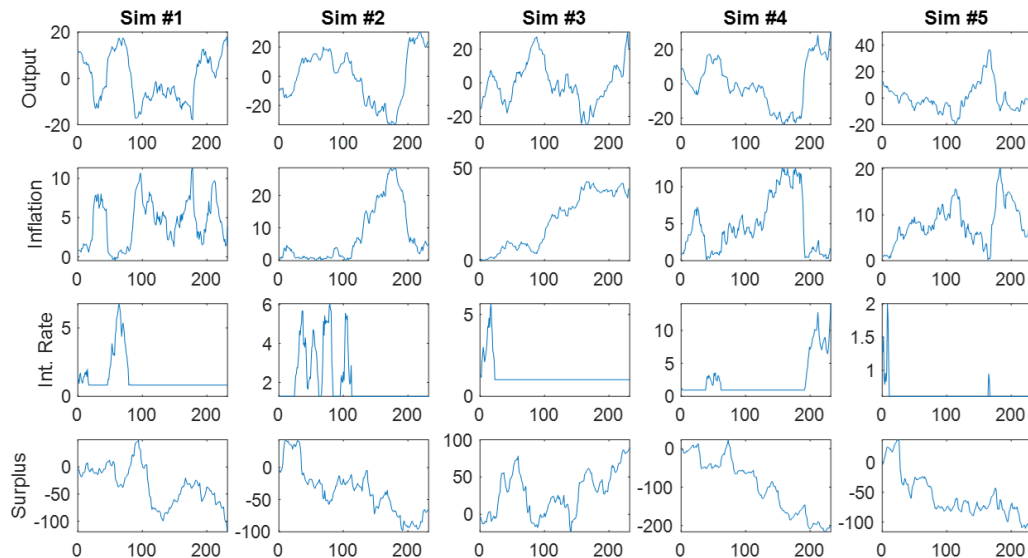 Sim #1 Sim #2 Sim #3 Sim #4 Sim #5
Output
20 0 -20 0 100 200
20 0 -20 0 100 200
20 0 -20 0 100 200
20 0 -20 0 100 200
40 20 0 -20 0 100 200
Inflation
10 5 0 0 100 200
20 10 0 0 100 200
50 0 0 100 200
10 5 0 0 100 200
20 10 0 0 100 200
Int. Rate
5 0 0 100 200
6 4 2 0 100 200
5 0 0 100 200
10 5 0 0 100 200
2 1.5 1 0 100 200
Surplus
0 -50 -100 0 100 200
0 -50 -100 0 100 200
100 50 0 0 100 200
0 -100 -200 0 100 200
0 -50 -100 0 100 200